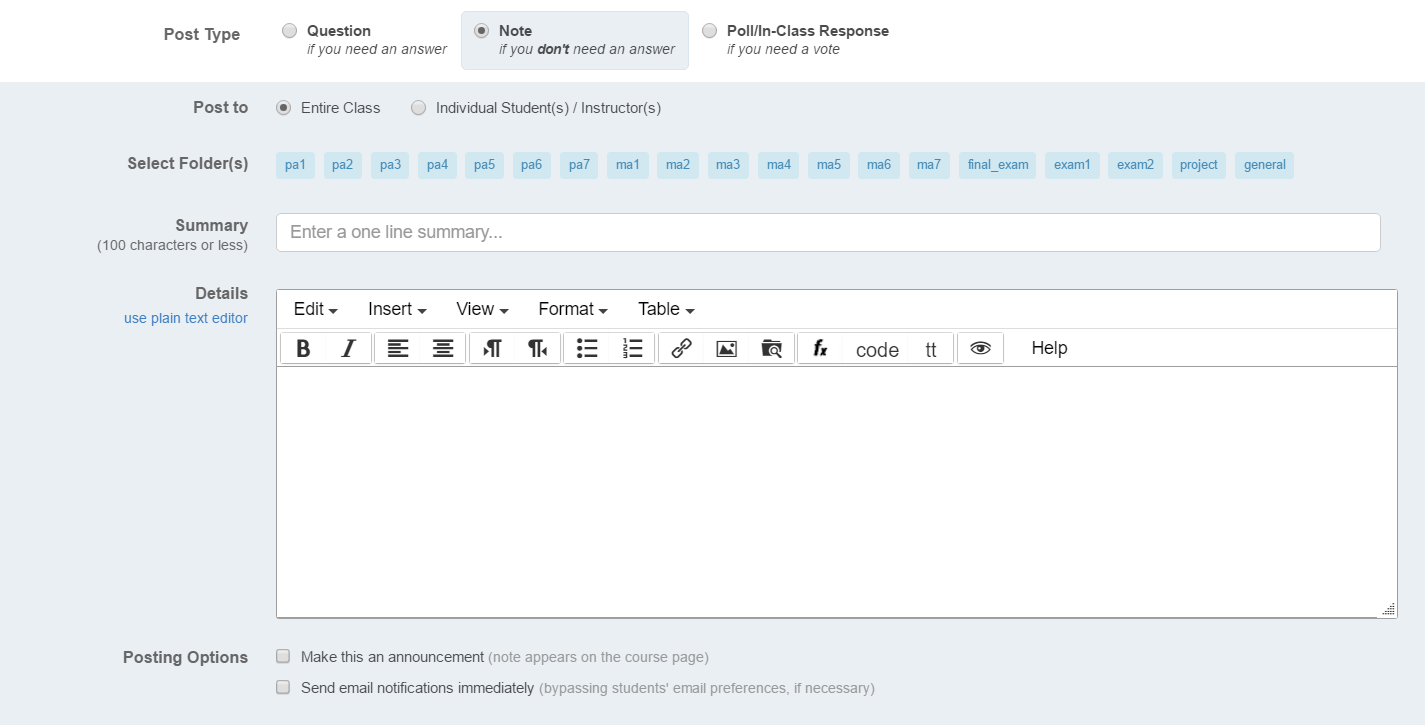 Post Type
Question
if you need an answer
Note
if you don't need an answer
Poll/In-Class Response
if you need a vote
Post to
Entire Class
Individual Student(s) / Instructor(s)
Select Folder(s)
pa1 pa2 pa3 pa4 pa5 pa6 pa7 ma1 ma2 ma3 ma4 ma5 ma6 ma7 final_exam exam1 exam2 project general
Summary
(100 characters or less)
Enter a one line summary...
Details
use plain text editor
Edit Insert View Format Table
B I fx code tt Help
Posting Options
Make this an announcement (note appears on the course page)
Send email notifications immediately (bypassing students' email preferences, if necessary)